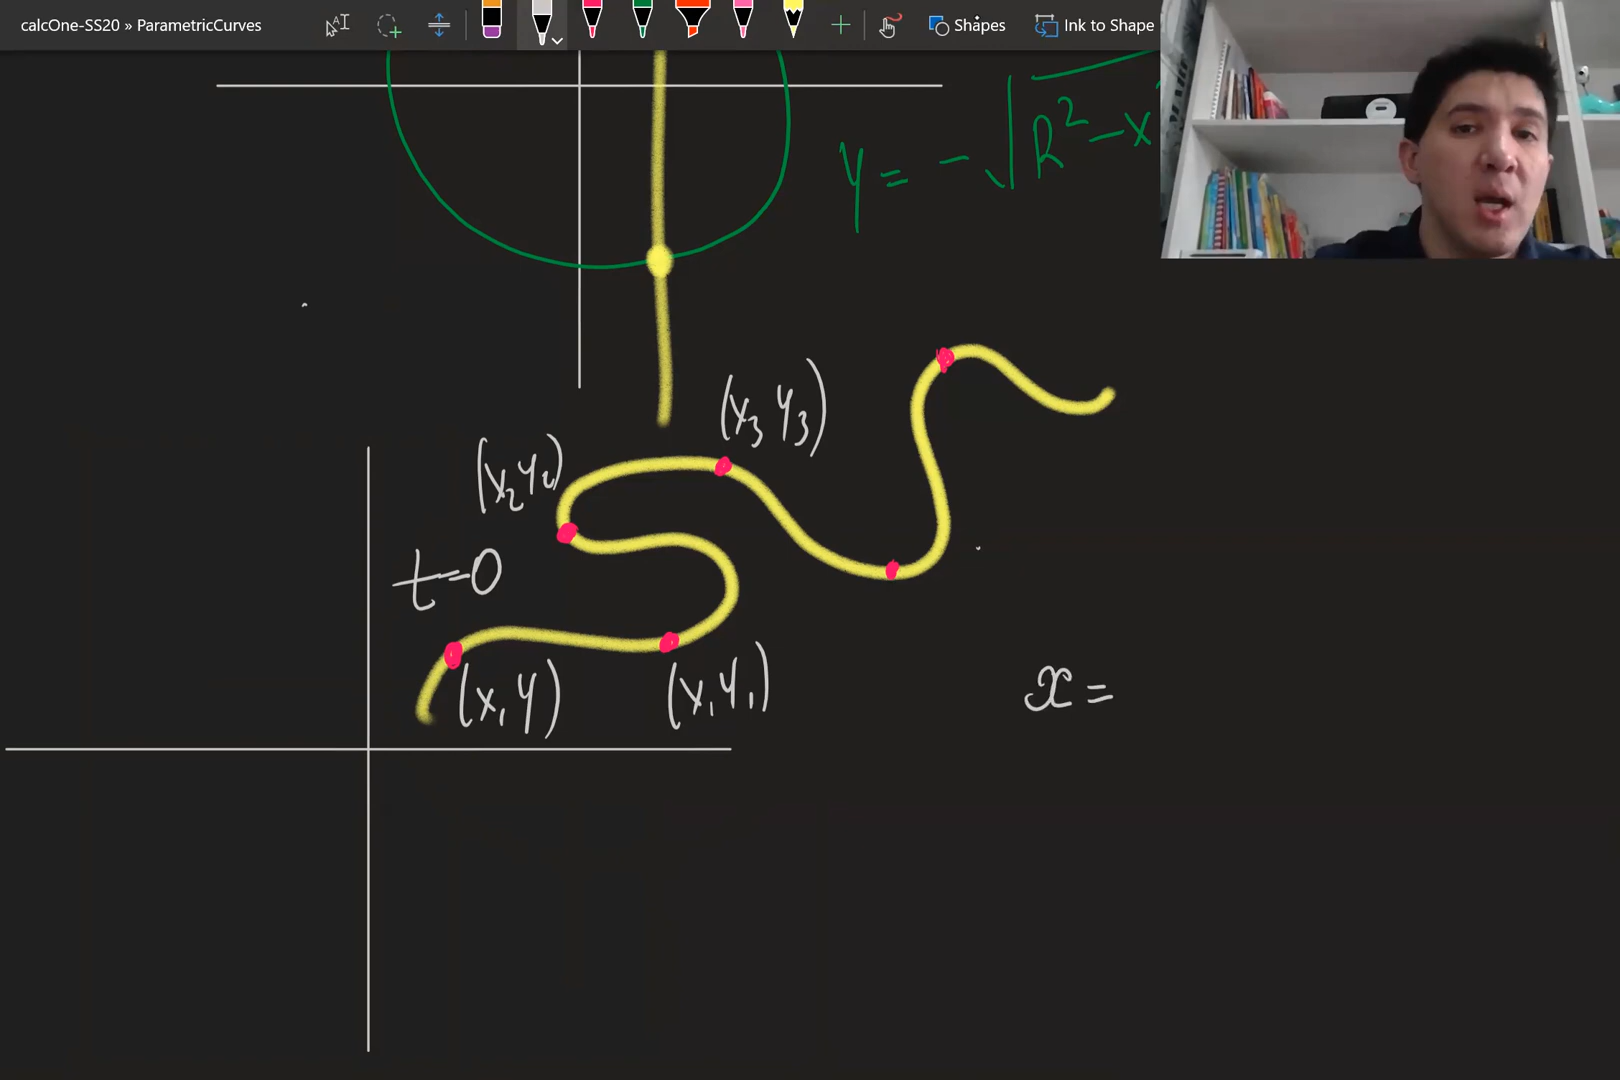 calcOne-SS20 » ParametricCurves
Shapes
Ink to Shape
y = -√R² - x
(x₃ y₃)
(x₂ y₂)
t=0
(x, y)
(x₁ y₁)
x =